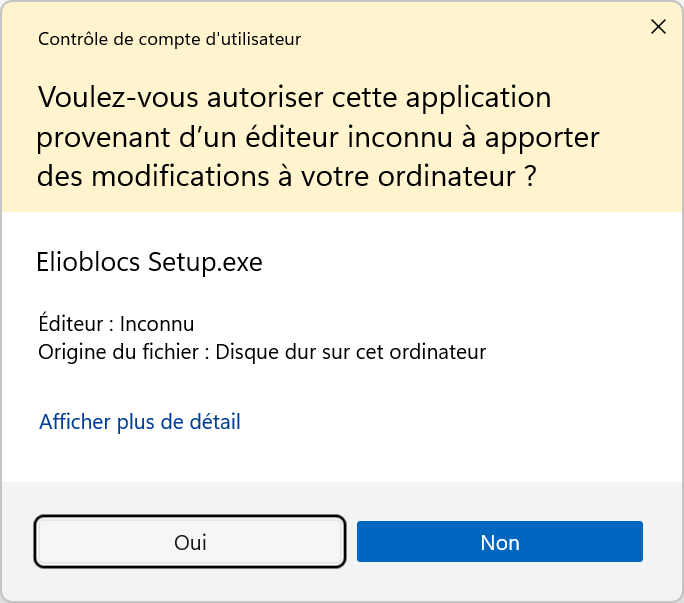 Contrôle de compte d'utilisateur
Voulez-vous autoriser cette application
provenant d’un éditeur inconnu à apporter
des modifications à votre ordinateur ?
Elioblocs Setup.exe
Éditeur : Inconnu
Origine du fichier : Disque dur sur cet ordinateur
Afficher plus de détail
Oui
Non